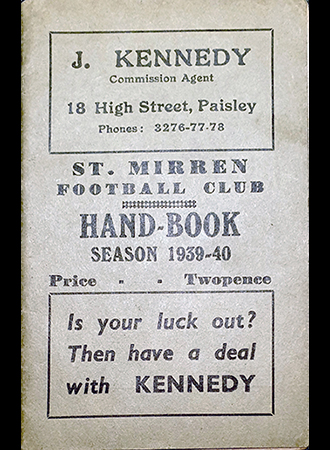 J. KENNEDY
Commission Agent
18 High Street, Paisley
Phones: 3276-77-78
ST. MIRREN
FOOTBALL CLUB
HAND-BOOK
SEASON 1939-40
Price - - Twopence
Is your luck out?
Then have a deal
with KENNEDY